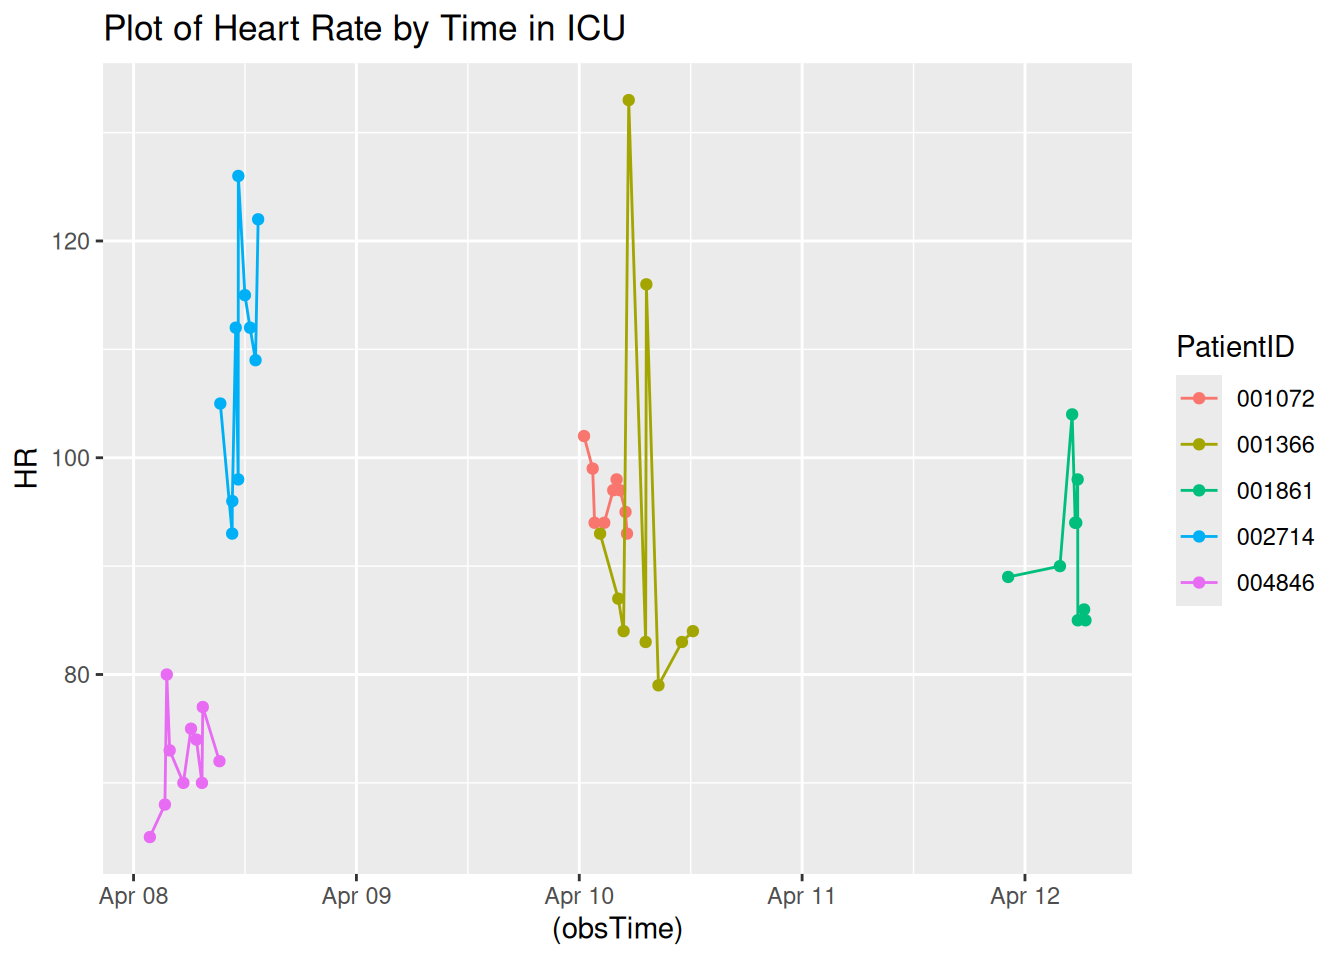 Plot of Heart Rate by Time in ICU
HR
120
100
80
Apr 08
Apr 09
Apr 10
Apr 11
Apr 12
(obsTime)
PatientID
001072
001366
001861
002714
004846